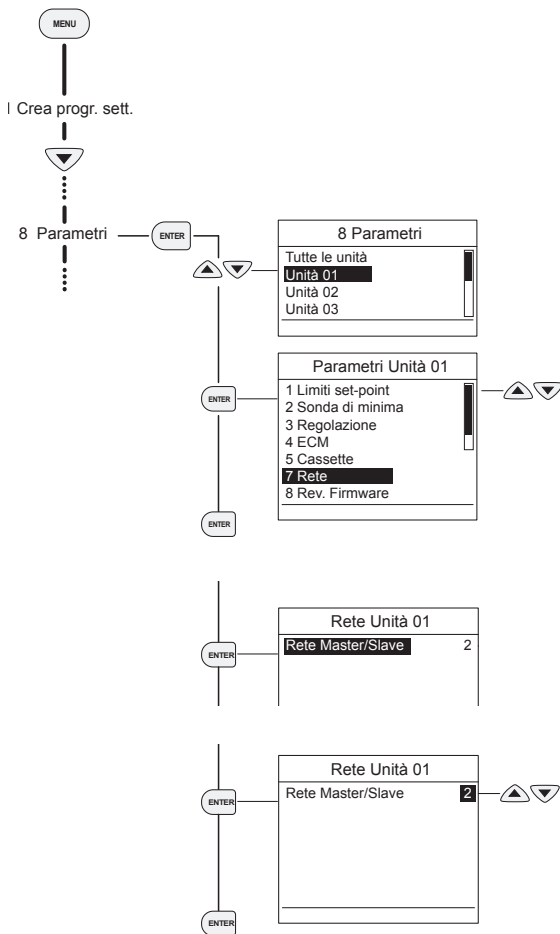 MENU
1 Crea progr. sett.
8 Parametri
ENTER
8 Parametri
Tutte le unità
Unità 01
Unità 02
Unità 03
Parametri Unità 01
ENTER
1 Limiti set-point
2 Sonda di minima
3 Regolazione
4 ECM
5 Cassette
7 Rete
8 Rev. Firmware
ENTER
Rete Unità 01
ENTER
Rete Master/Slave 2
Rete Unità 01
ENTER
Rete Master/Slave 2
ENTER